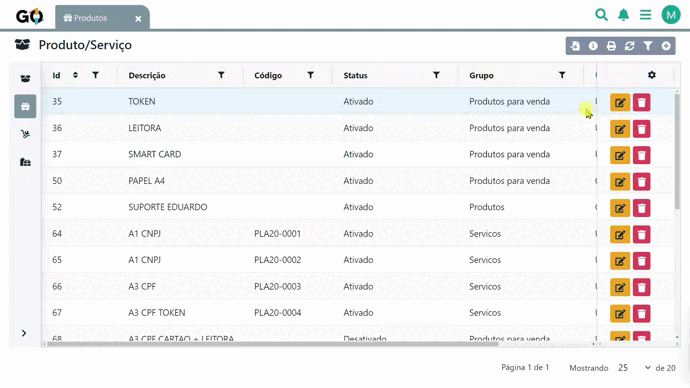 GO
Produtos
M
Produto/Serviço
Id Descrição Código Status Grupo
35 TOKEN Ativado Produtos para venda
36 LEITORA Ativado Produtos para venda
37 SMART CARD Ativado Produtos para venda
50 PAPEL A4 Ativado Produtos para venda
52 SUPORTE EDUARDO Ativado Produtos
64 A1 CNPJ PLA20-0001 Ativado Servicos
65 A1 CNPJ PLA20-0002 Ativado Servicos
66 A3 CPF PLA20-0003 Ativado Servicos
67 A3 CPF TOKEN PLA20-0004 Ativado Servicos
68 A3 CPF CARTAO + LEITORA Desativado Produtos para venda
Página 1 de 1 Mostrando 25 de 20